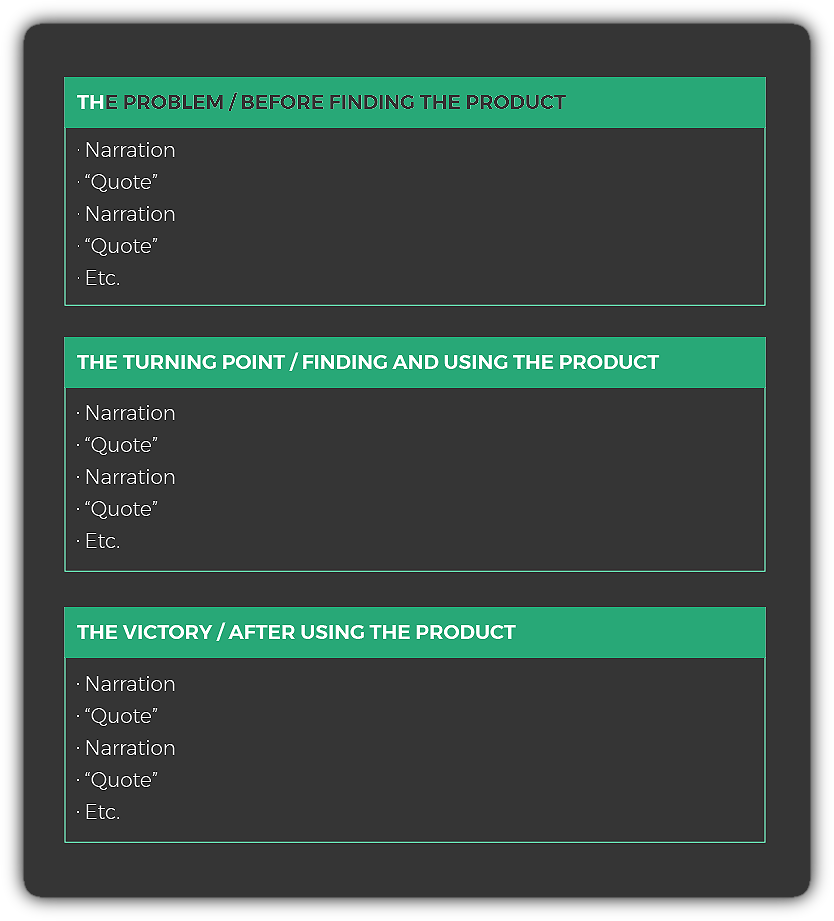 THE PROBLEM / BEFORE FINDING THE PRODUCT
· Narration
· “Quote”
· Narration
· “Quote”
· Etc.
THE TURNING POINT / FINDING AND USING THE PRODUCT
· Narration
· “Quote”
· Narration
· “Quote”
· Etc.
THE VICTORY / AFTER USING THE PRODUCT
· Narration
· “Quote”
· Narration
· “Quote”
· Etc.